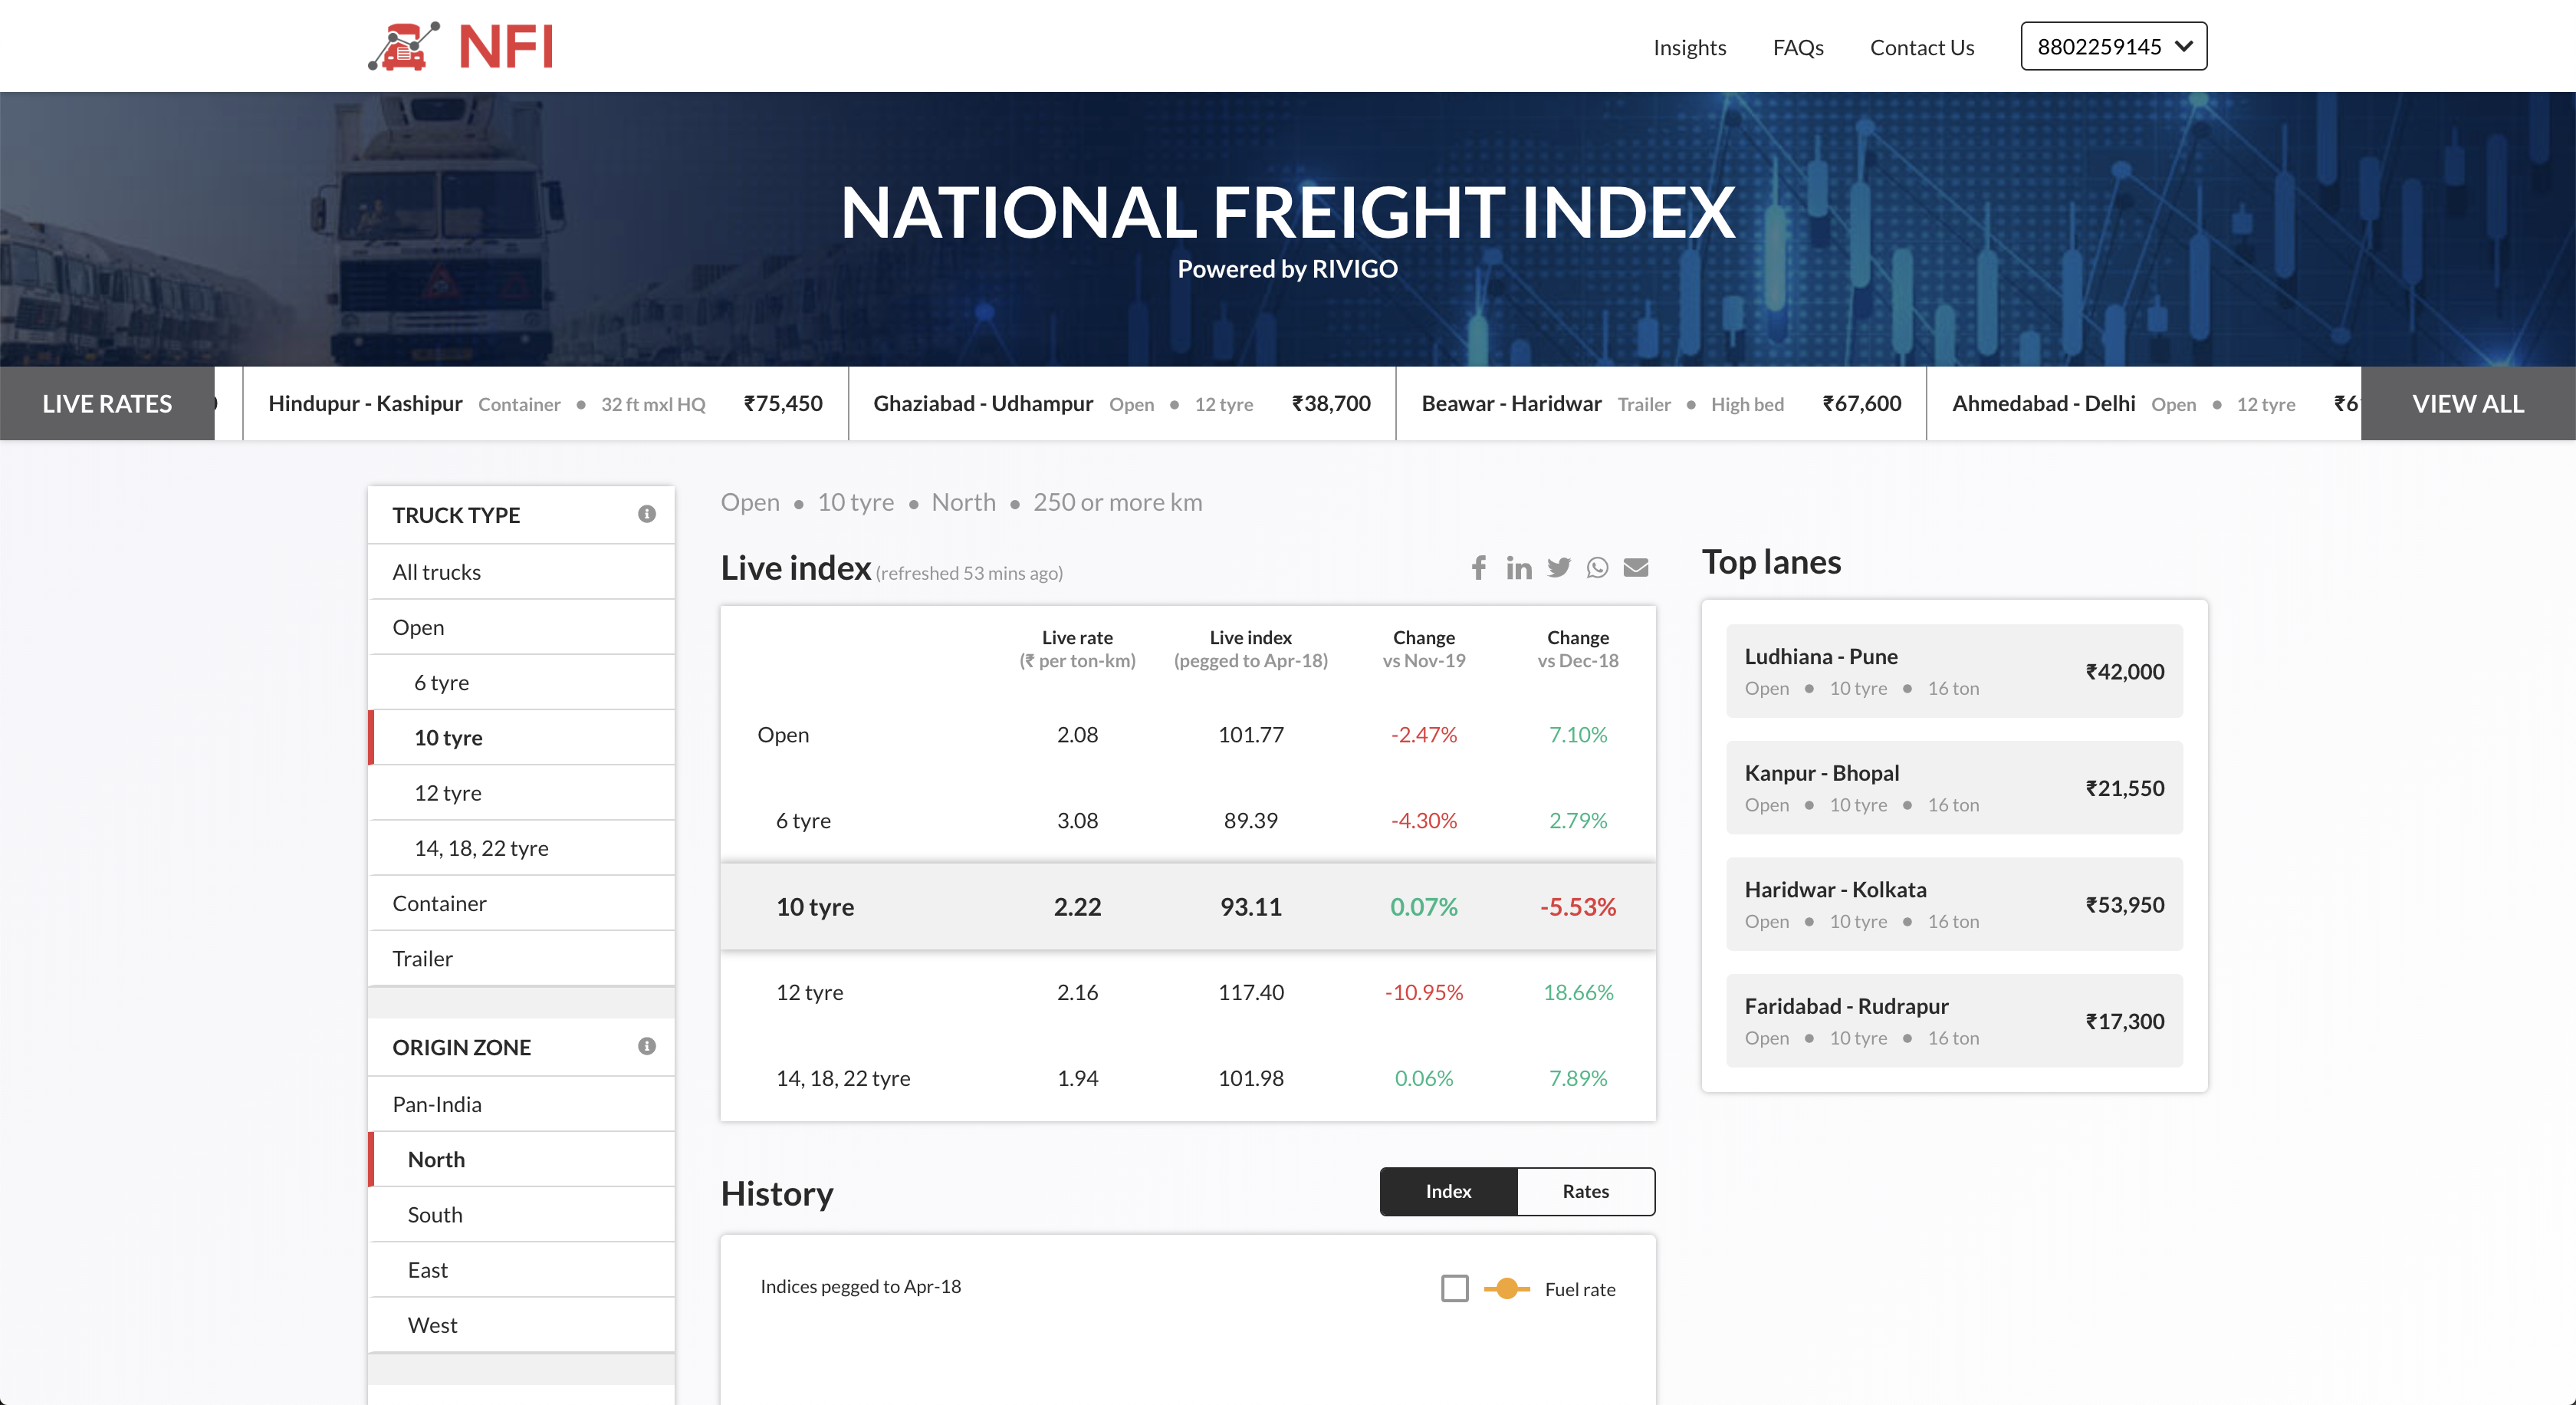 NFI
Insights
FAQs
Contact Us
8802259145
NATIONAL FREIGHT INDEX
Powered by RIVIGO
LIVE RATES
Hindupur - Kashipur Container • 32 ft mxl HQ ₹75,450
Ghaziabad - Udhampur Open • 12 tyre ₹38,700
Beawar - Haridwar Trailer • High bed ₹67,600
Ahmedabad - Delhi Open • 12 tyre
VIEW ALL
TRUCK TYPE
All trucks
Open
6 tyre
10 tyre
12 tyre
14, 18, 22 tyre
Container
Trailer
ORIGIN ZONE
Pan-India
North
South
East
West
Open • 10 tyre • North • 250 or more km
Live index (refreshed 53 mins ago)
Live rate Live index Change Change
(₹ per ton-km) (pegged to Apr-18) vs Nov-19 vs Dec-18
Open 2.08 101.77 -2.47% 7.10%
6 tyre 3.08 89.39 -4.30% 2.79%
10 tyre 2.22 93.11 0.07% -5.53%
12 tyre 2.16 117.40 -10.95% 18.66%
14, 18, 22 tyre 1.94 101.98 0.06% 7.89%
History
Index Rates
Indices pegged to Apr-18
Fuel rate
Top lanes
Ludhiana - Pune
Open • 10 tyre • 16 ton
₹42,000
Kanpur - Bhopal
Open • 10 tyre • 16 ton
₹21,550
Haridwar - Kolkata
Open • 10 tyre • 16 ton
₹53,950
Faridabad - Rudrapur
Open • 10 tyre • 16 ton
₹17,300